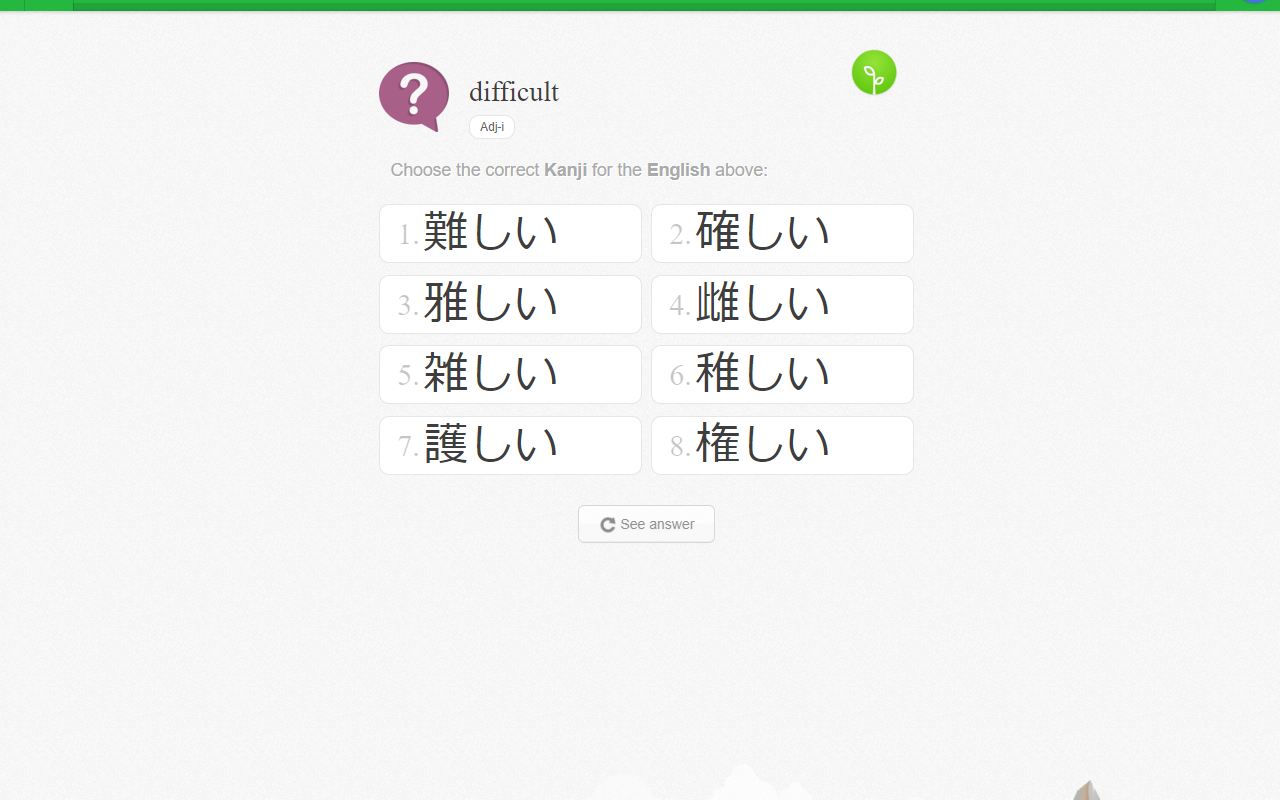 difficult
Adj-i
Choose the correct Kanji for the English above:
1. 難しい
2. 確しい
3. 雅しい
4. 雌しい
5. 雑しい
6. 稚しい
7. 護しい
8. 権しい
See answer